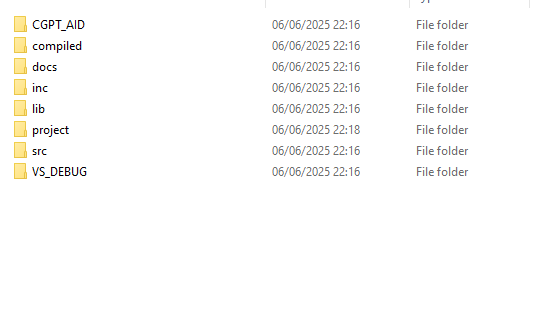 CGPT_AID 06/06/2025 22:16 File folder
compiled 06/06/2025 22:16 File folder
docs 06/06/2025 22:16 File folder
inc 06/06/2025 22:16 File folder
lib 06/06/2025 22:16 File folder
project 06/06/2025 22:18 File folder
src 06/06/2025 22:16 File folder
VS_DEBUG 06/06/2025 22:16 File folder